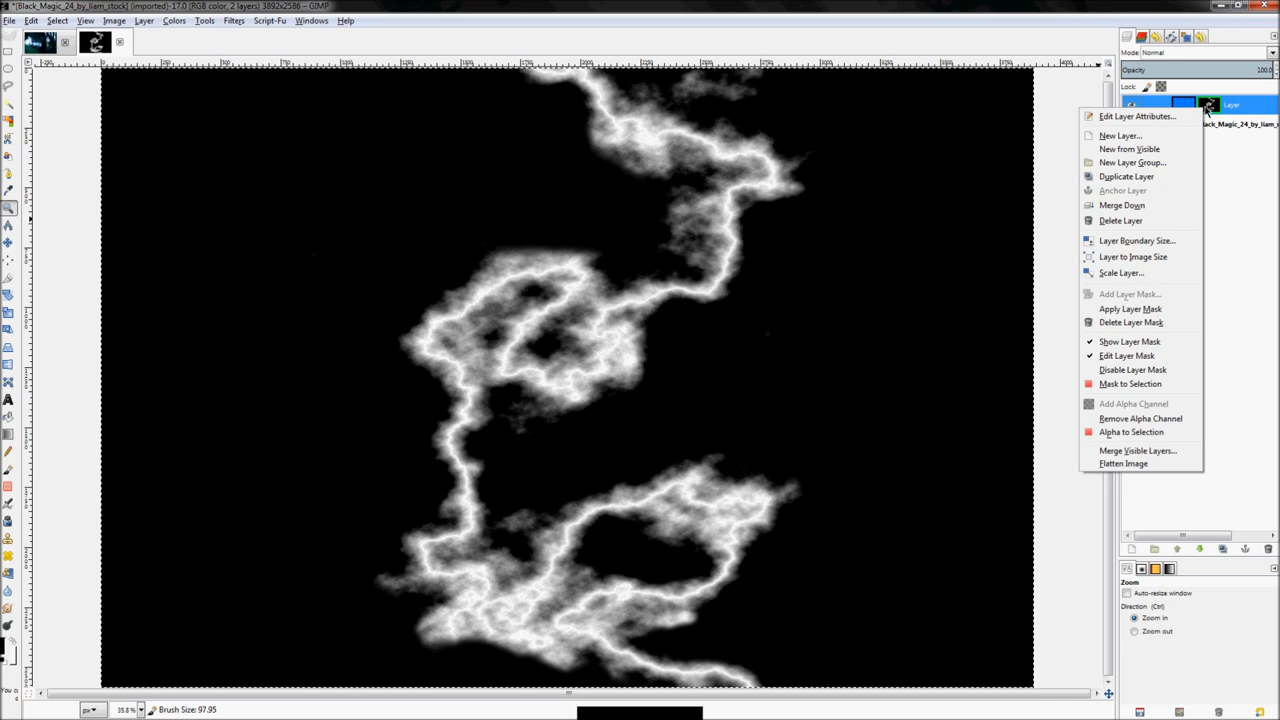 *[Black_Magic_24_by_liam_stock] (imported)-17.0 (RGB color, 2 layers) 3892x2586 – GIMP
File Edit Select View Image Layer Colors Tools Filters Script-Fu Windows Help
Mode: Normal
Opacity 100.0
Lock:
Layer
lack_Magic_24_by_liam_s
Edit Layer Attributes...
New Layer...
New from Visible
New Layer Group...
Duplicate Layer
Anchor Layer
Merge Down
Delete Layer
Layer Boundary Size...
Layer to Image Size
Scale Layer...
Add Layer Mask...
Apply Layer Mask
Delete Layer Mask
Show Layer Mask
Edit Layer Mask
Disable Layer Mask
Mask to Selection
Add Alpha Channel
Remove Alpha Channel
Alpha to Selection
Merge Visible Layers...
Flatten Image
Zoom
Auto-resize window
Direction (Ctrl)
Zoom in
Zoom out
You c
px 35.8 % Brush Size: 97.95